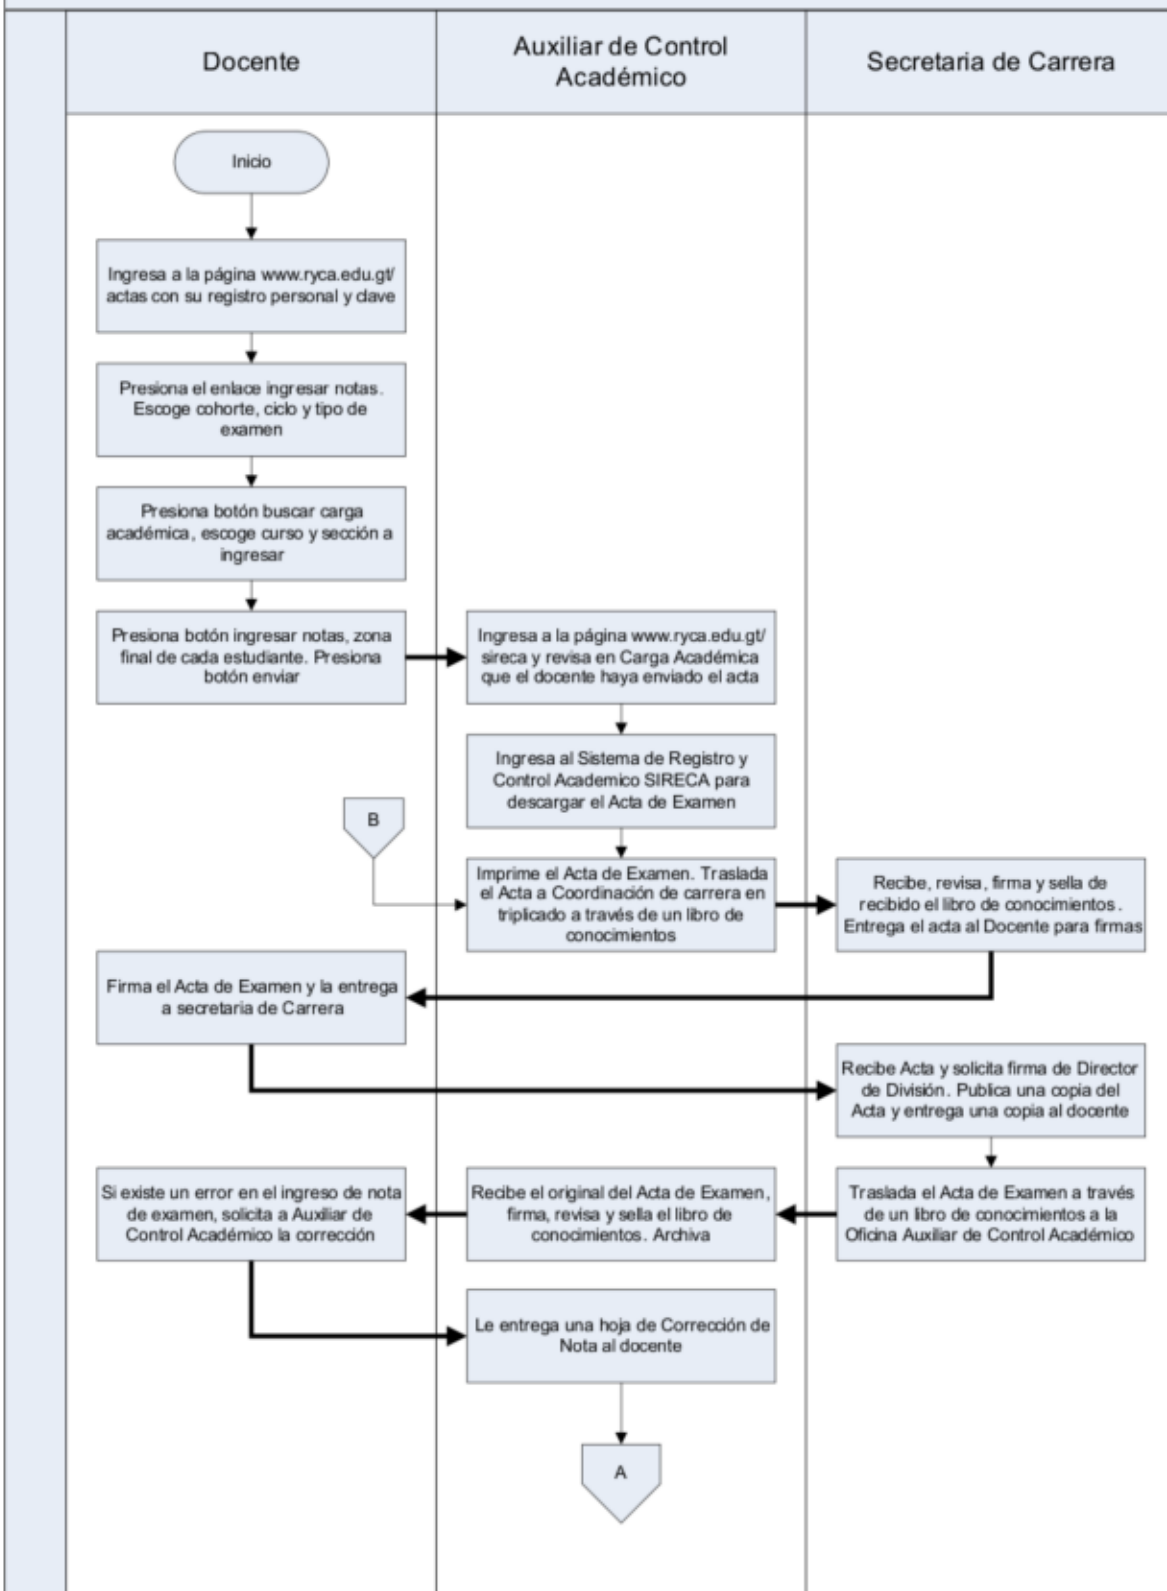 Docente
Auxiliar de Control
Académico
Secretaria de Carrera
Inicio
Ingresa a la página www.ryca.edu.gt/
actas con su registro personal y clave
Presiona el enlace ingresar notas.
Escoge cohorte, ciclo y tipo de
examen
Presiona botón buscar carga
académica, escoge curso y sección a
ingresar
Presiona botón ingresar notas, zona
final de cada estudiante. Presiona
botón enviar
Ingresa a la página www.ryca.edu.gt/
sireca y revisa en Carga Académica
que el docente haya enviado el acta
Ingresa al Sistema de Registro y
Control Academico SIRECA para
descargar el Acta de Examen
B
Imprime el Acta de Examen. Traslada
el Acta a Coordinación de carrera en
triplicado a través de un libro de
conocimientos
Recibe, revisa, firma y sella de
recibido el libro de conocimientos.
Entrega el acta al Docente para firmas
Firma el Acta de Examen y la entrega
a secretaria de Carrera
Recibe Acta y solicita firma de Director
de División. Publica una copia del
Acta y entrega una copia al docente
Si existe un error en el ingreso de nota
de examen, solicita a Auxiliar de
Control Académico la corrección
Recibe el original del Acta de Examen,
firma, revisa y sella el libro de
conocimientos. Archiva
Traslada el Acta de Examen a través
de un libro de conocimientos a la
Oficina Auxiliar de Control Académico
Le entrega una hoja de Corrección de
Nota al docente
A